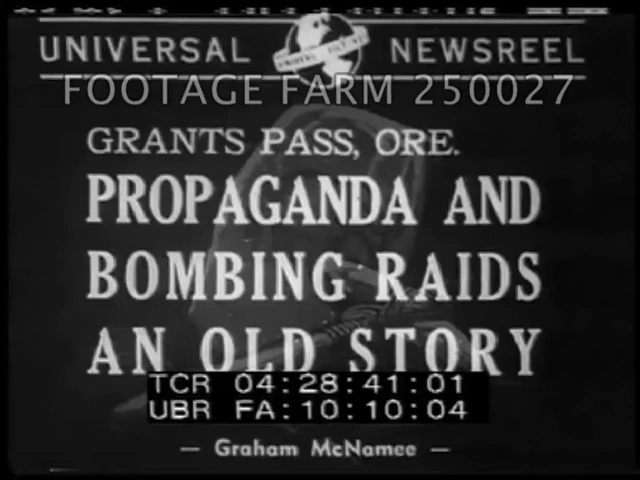 UNIVERSAL NEWSREEL
FOOTAGE FARM 250027
GRANTS PASS, ORE.
PROPAGANDA AND
BOMBING RAIDS
AN OLD STORY
TCR 04:28:41:01
UBR FA:10:10:04
— Graham McNamee —